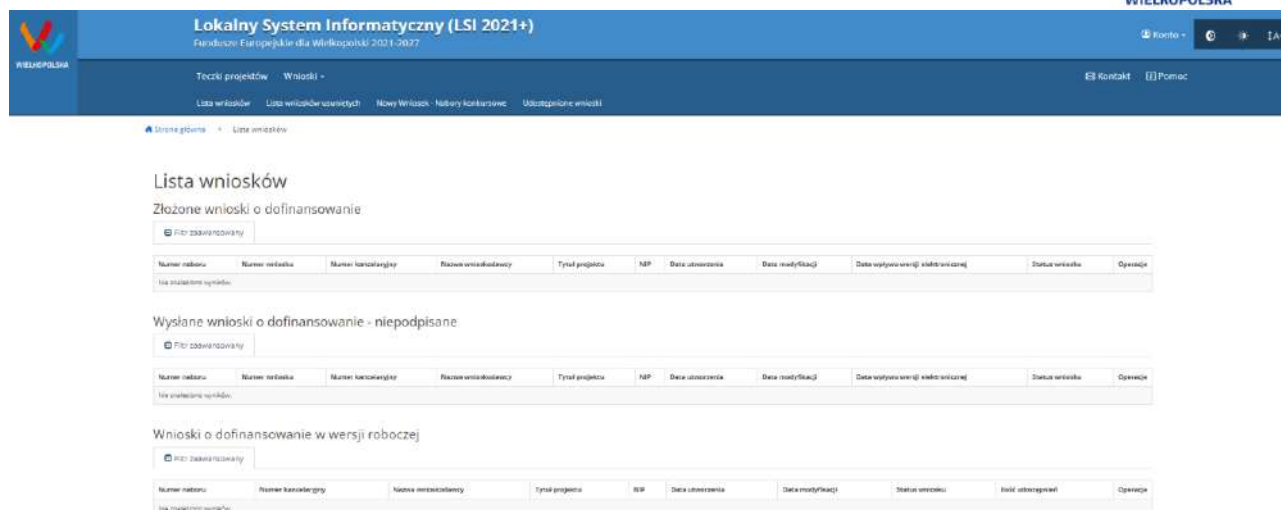 WIELKOPOLSKA
Lokalny System Informatyczny (LSI 2021+)
Fundusze Europejskie dla Wielkopolski 2021-2027
Konto
A
WIELKOPOLSKA
Teczki projektów Wnioski
Kontakt Pomoc
Lista wniosków Lista wniosków usuniętych Nowy Wniosek - Nabory konkursowe Udostępnione wnioski
Strona główna Lista wniosków
Lista wniosków
Złożone wnioski o dofinansowanie
Filtr zaawansowany
Numer naboru Numer wniosku Numer kancelaryjny Nazwa wnioskodawcy Tytuł projektu NIP Data utworzenia Data modyfikacji Data wpływu wersji elektronicznej Status wniosku Operacje
Nie znaleziono wyników.
Wysłane wnioski o dofinansowanie - niepodpisane
Filtr zaawansowany
Numer naboru Numer wniosku Numer kancelaryjny Nazwa wnioskodawcy Tytuł projektu NIP Data utworzenia Data modyfikacji Data wpływu wersji elektronicznej Status wniosku Operacje
Nie znaleziono wyników.
Wnioski o dofinansowanie w wersji roboczej
Filtr zaawansowany
Numer naboru Numer kancelaryjny Nazwa wnioskodawcy Tytuł projektu NIP Data utworzenia Data modyfikacji Status wniosku Ilość udostępnień Operacje
Nie znaleziono wyników.